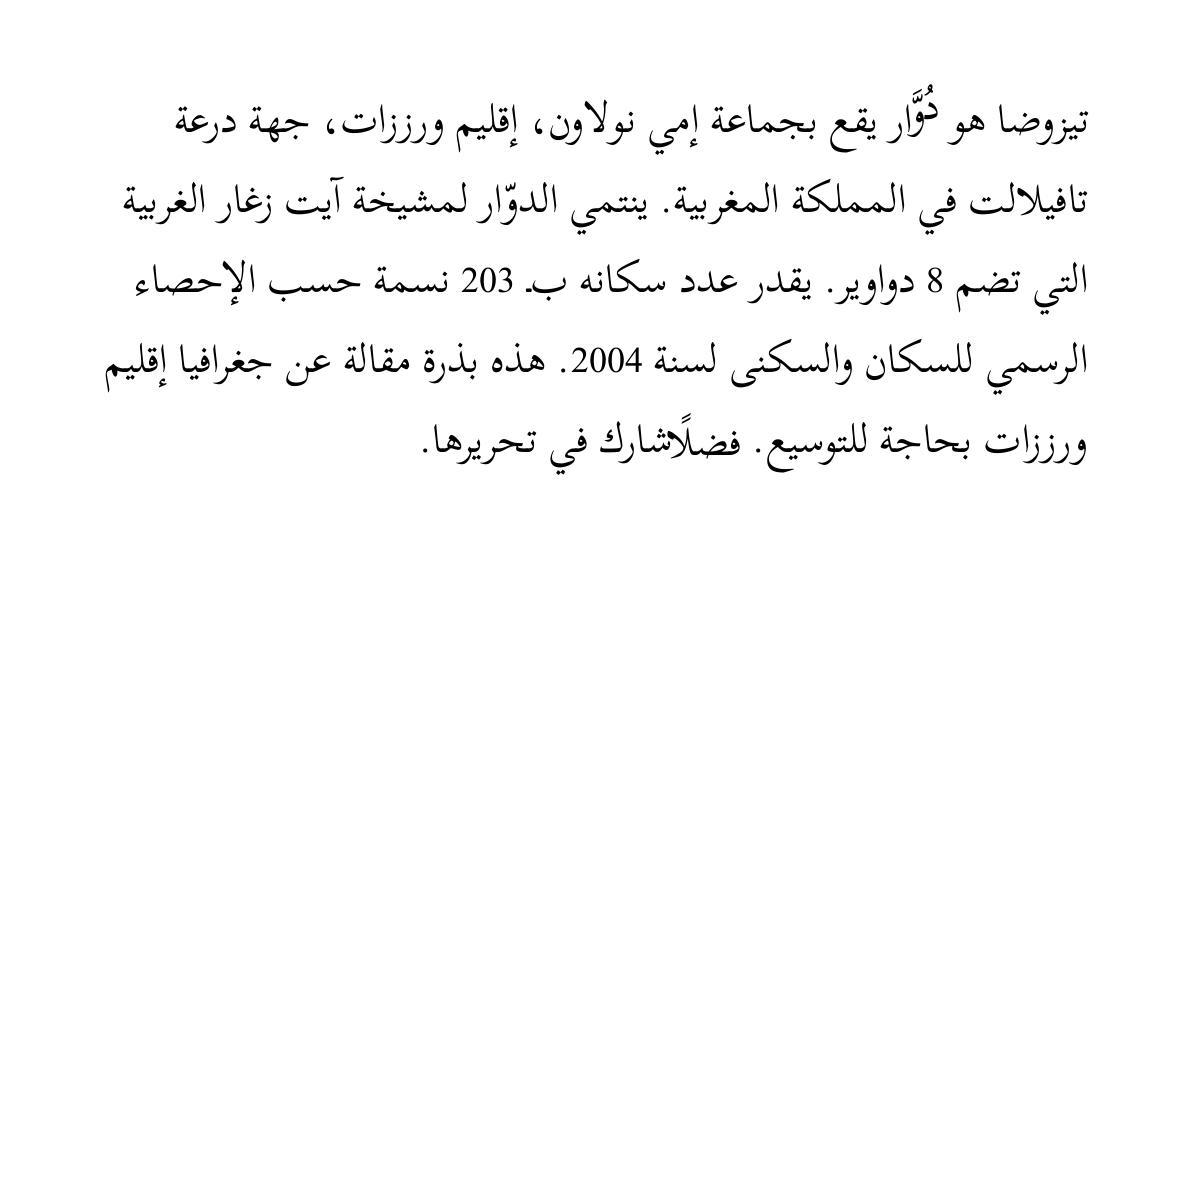 تيزوضا هو دُوَّار يقع بجماعة إمي نولاون، إقليم ورززات، جهة درعة
تافيلالت في المملكة المغربية. ينتمي الدوّار لمشيخة آيت زغار الغربية
التي تضم 8 دواوير. يقدر عدد سكانه بـ 203 نسمة حسب الإحصاء
الرسمي للسكان والسكنى لسنة 2004. هذه بذرة مقالة عن جغرافيا إقليم
ورززات بحاجة للتوسيع. فضلًاشارك في تحريرها.